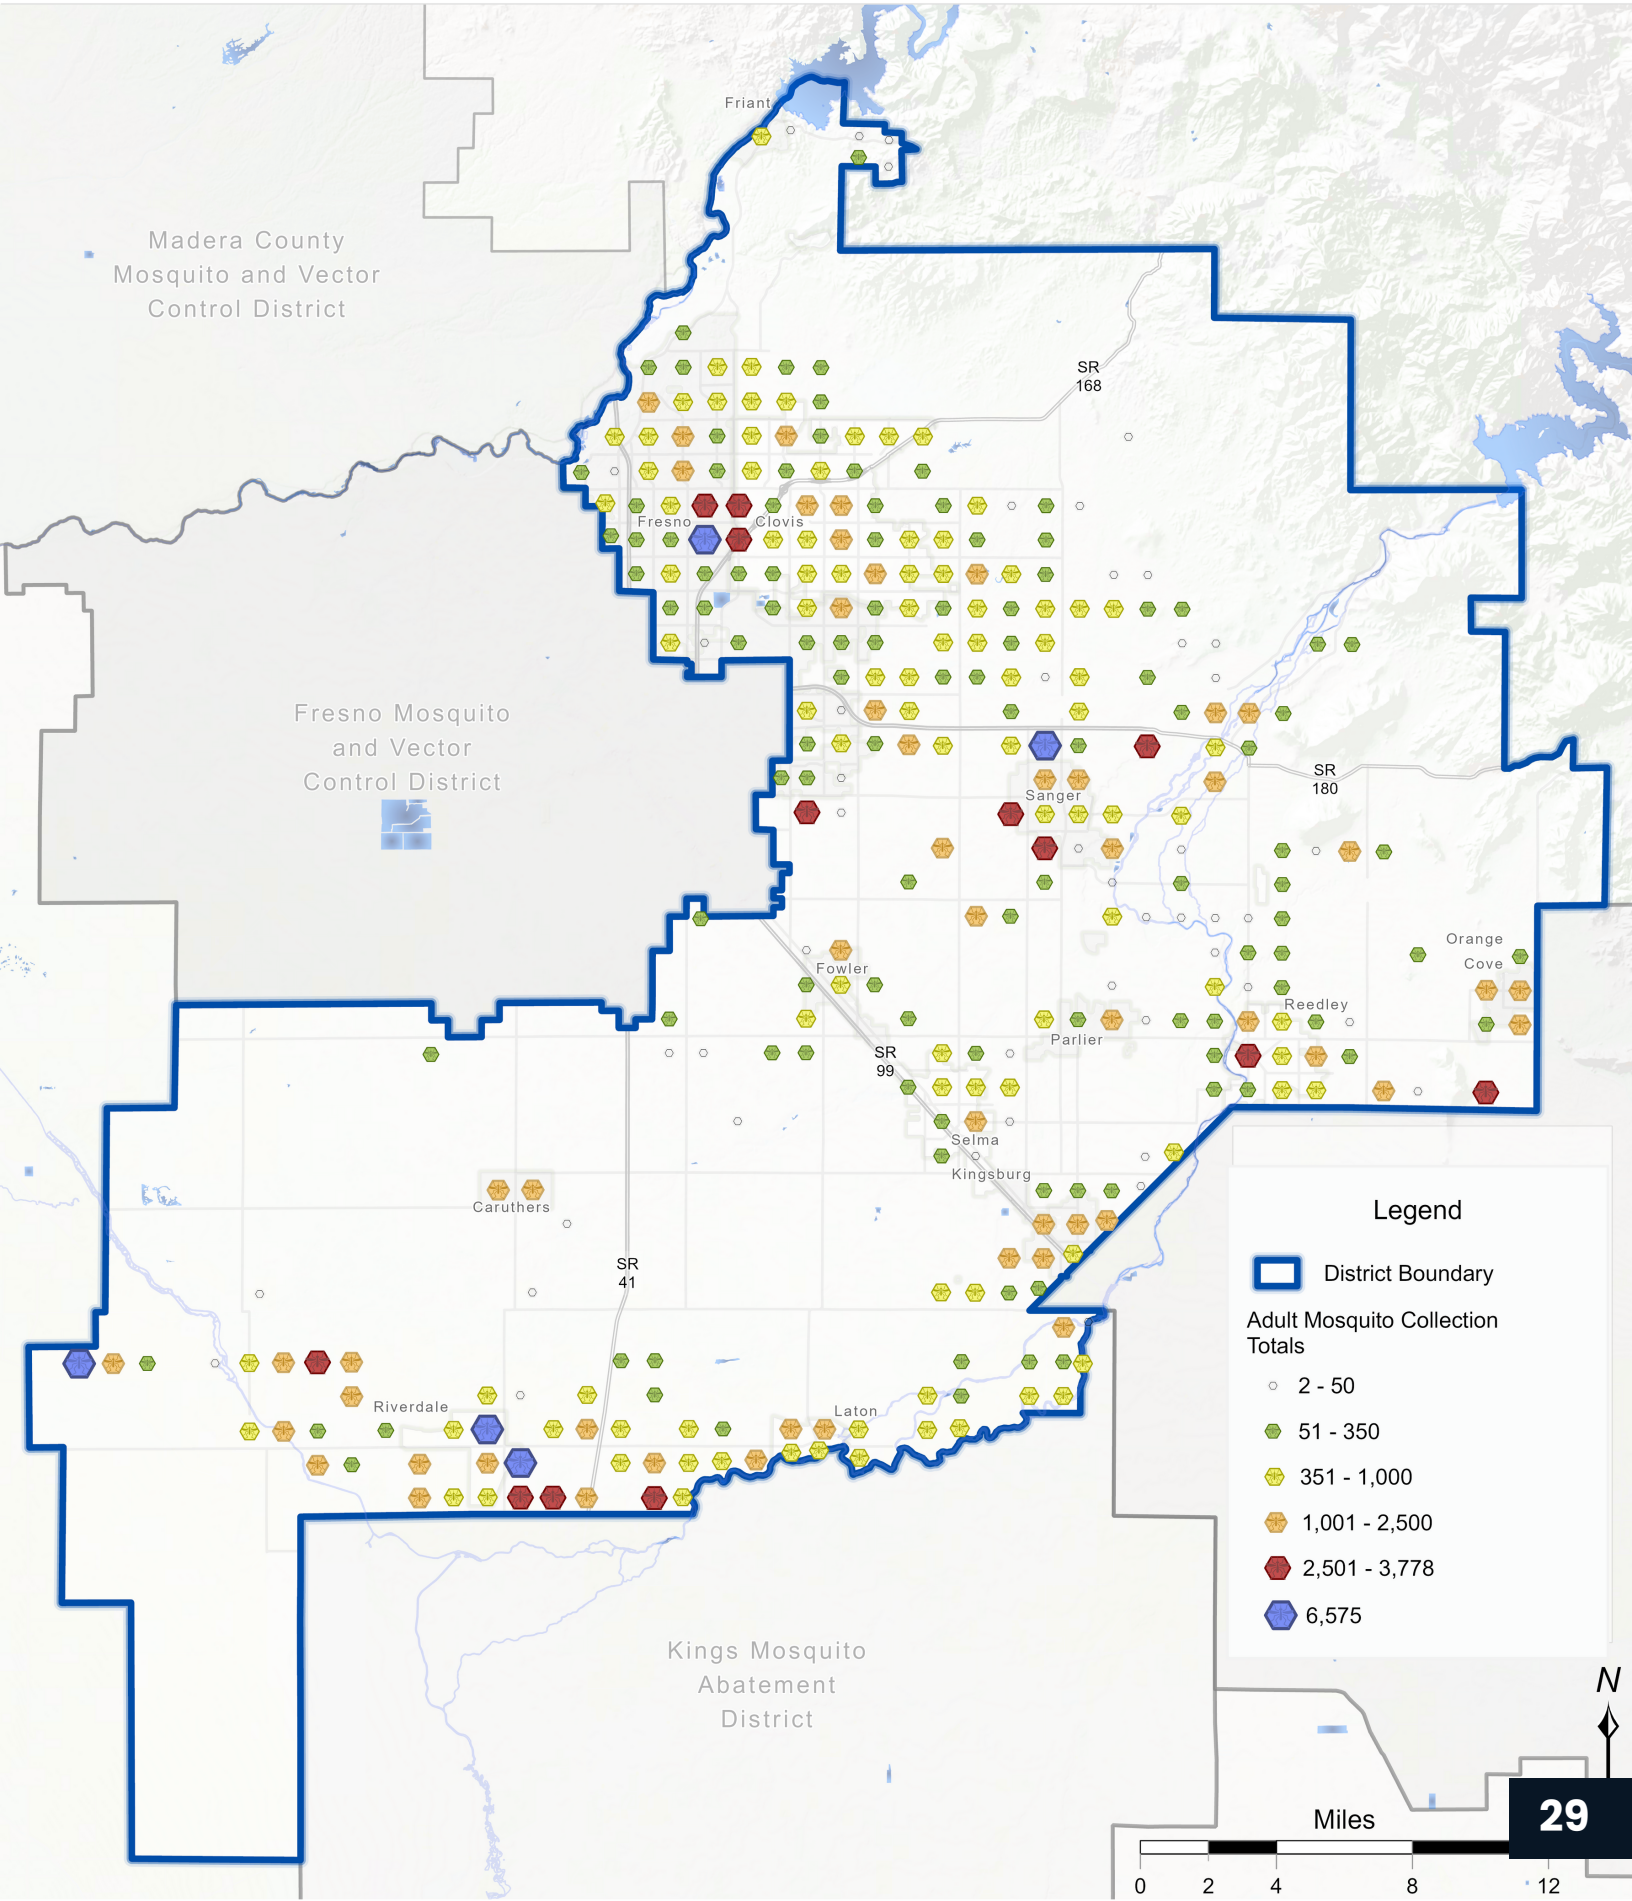 Friant
Madera County
Mosquito and Vector
Control District
SR
168
Fresno
Clovis
Fresno Mosquito
and Vector
Control District
SR
180
Sanger
Orange
Cove
Fowler
Reedley
Parlier
SR
99
Selma
Kingsburg
Caruthers
SR
41
Riverdale
Laton
Legend
District Boundary
Adult Mosquito Collection
Totals
2 - 50
51 - 350
351 - 1,000
1,001 - 2,500
2,501 - 3,778
6,575
Kings Mosquito
Abatement
District
N
29
Miles
0 2 4 8 12